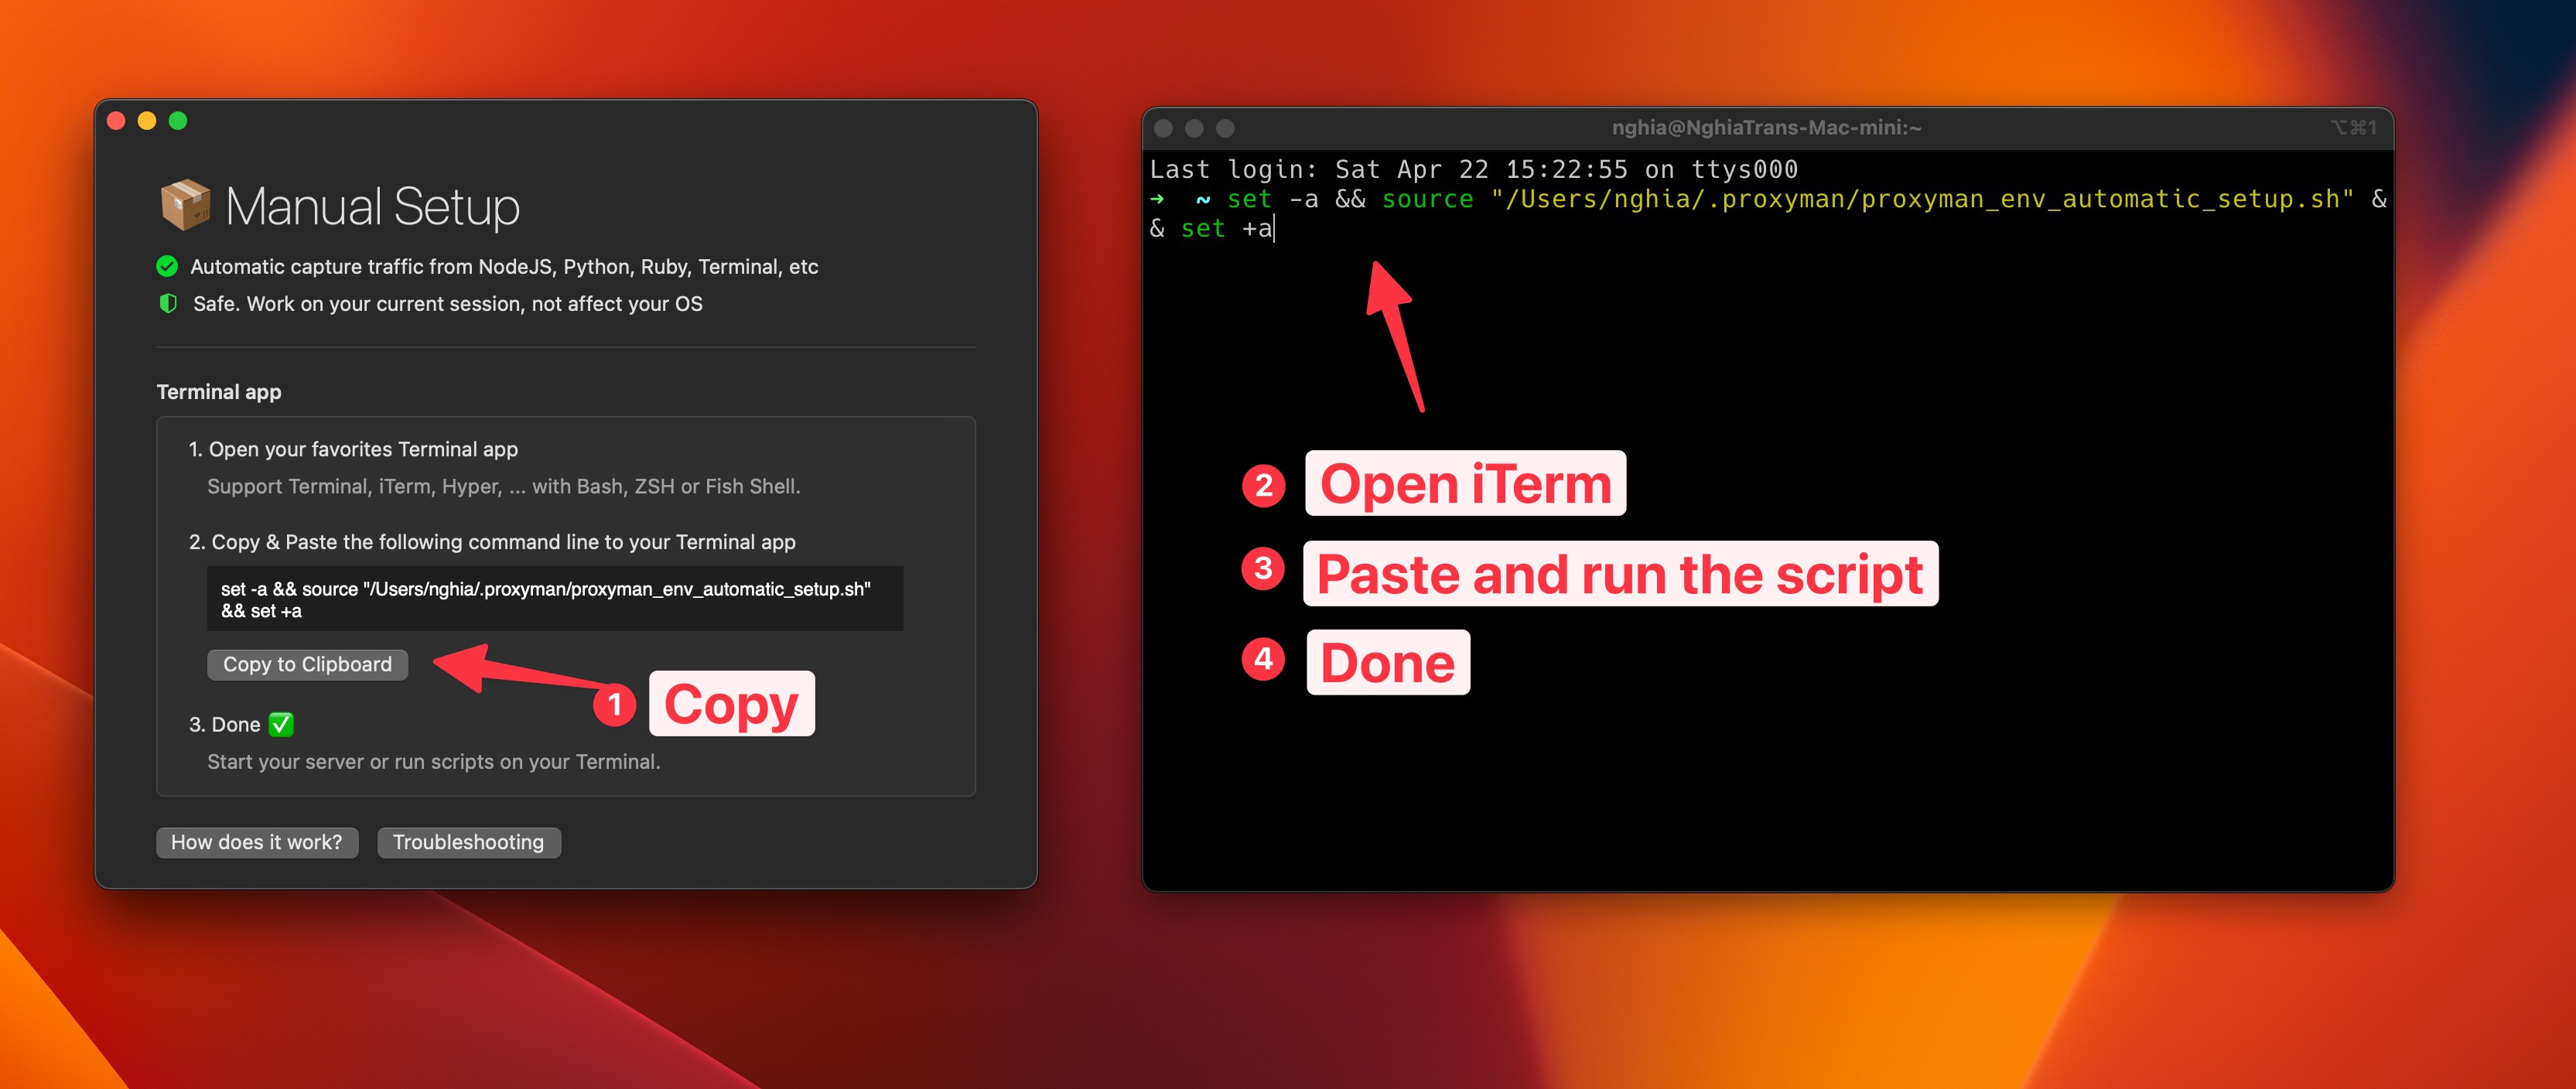 Manual Setup
Automatic capture traffic from NodeJS, Python, Ruby, Terminal, etc
Safe. Work on your current session, not affect your OS
Terminal app
1. Open your favorites Terminal app
Support Terminal, iTerm, Hyper, ... with Bash, ZSH or Fish Shell.
2. Copy & Paste the following command line to your Terminal app
set -a && source "/Users/nghia/.proxyman/proxyman_env_automatic_setup.sh"
&& set +a
Copy to Clipboard
1 Copy
3. Done ✅
Start your server or run scripts on your Terminal.
How does it work?
Troubleshooting
nghia@NghiaTrans-Mac-mini:~
⌥⌘1
Last login: Sat Apr 22 15:22:55 on ttys000
➜ ~ set -a && source "/Users/nghia/.proxyman/proxyman_env_automatic_setup.sh" &
& set +a
2 Open iTerm
3 Paste and run the script
4 Done